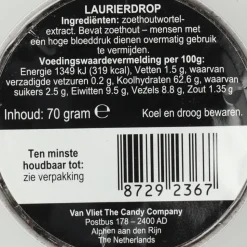 LAURIERDROP
Ingrediënten: zoethoutwortel-
extract. Bevat zoethout – mensen met
een hoge bloeddruk dienen overmatig gebruik
te vermijden.
Voedingswaardevermelding per 100g:
Energie 1349 kJ (319 kcal), Vetten 1.5 g, waarvan
verzadigde vetzuren 0.2 g, Koolhydraten 62.6 g, waarvan
suikers 2.5 g, Eiwitten 9.5 g, Vezels 8.8 g, Zout 1.35 g
Inhoud: 70 gram ℮
Koel en droog bewaren.
Ten minste
houdbaar tot:
zie verpakking
8729 2367
Van Vliet The Candy Company
Postbus 178 – 2400 AD
Alphen aan den Rijn
The Netherlands